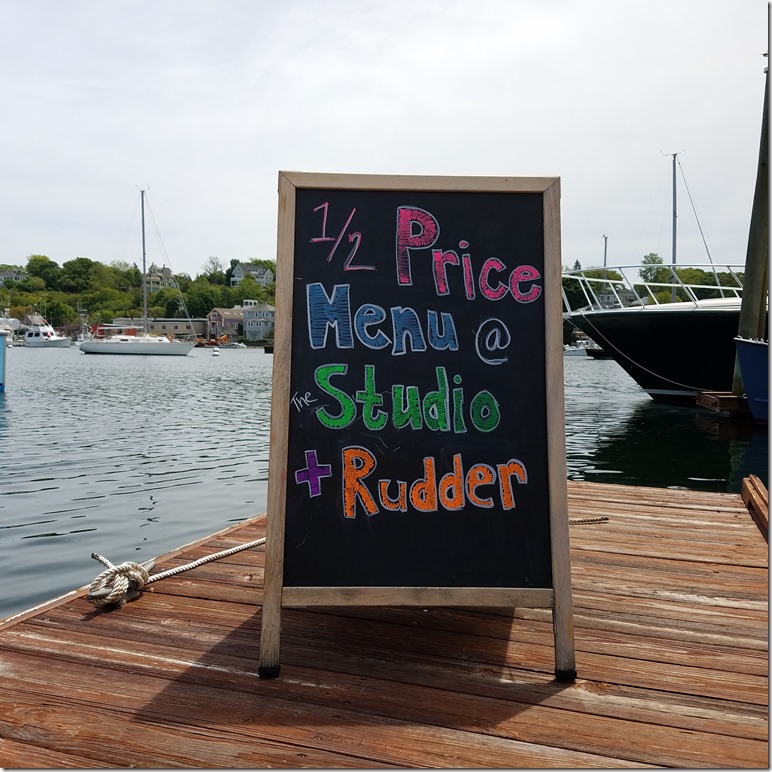 1/2 Price
Menu @
The Studio
+ Rudder